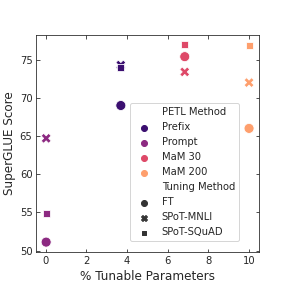 75
70
65
60
55
50
SuperGLUE Score
PETL Method
Prefix
Prompt
MaM 30
MaM 200
Tuning Method
FT
SPoT-MNLI
SPoT-SQuAD
0 2 4 6 8 10
% Tunable Parameters